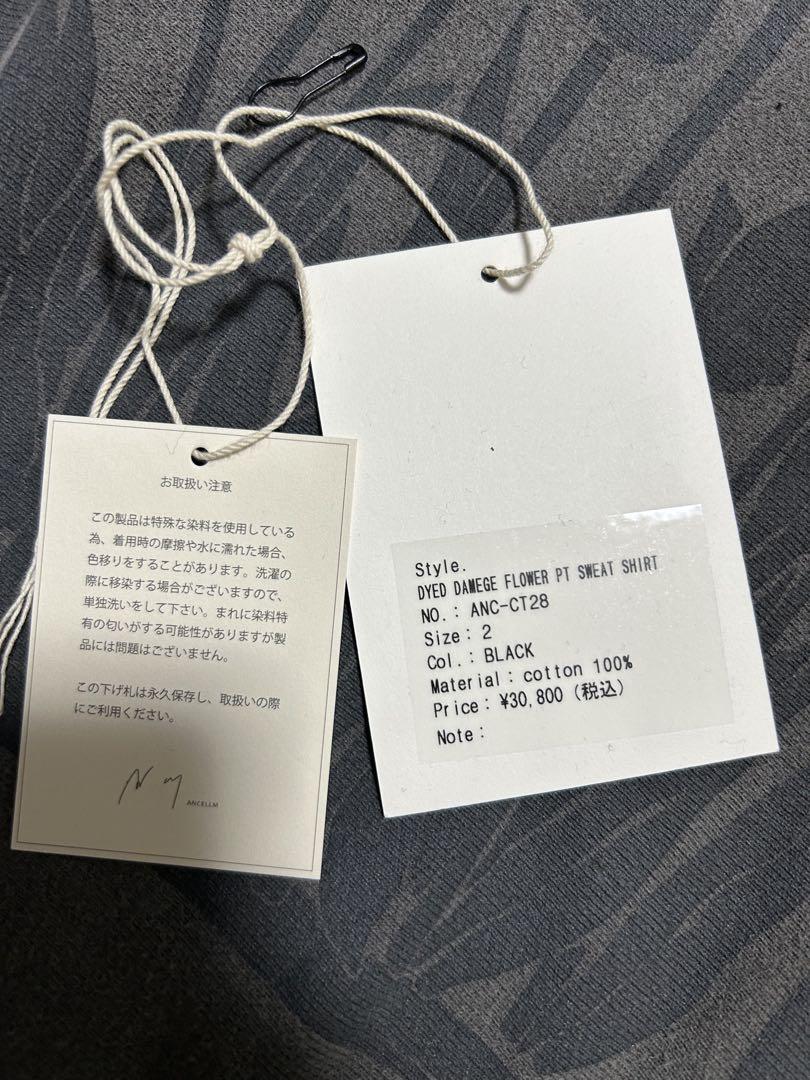 お取扱い注意
この製品は特殊な染料を使用している
為、着用時の摩擦や水に濡れた場合、
色移りをすることがあります。洗濯の
際に移染する場合がございますので、
単独洗いをして下さい。まれに染料特
有の匂いがする可能性がありますが製
品には問題はございません。
この下げ札は永久保存し、取扱いの際
にご利用ください。
ANCELLM
Style.
DYED DAMEGE FLOWER PT SWEAT SHIRT
NO.: ANC-CT28
Size: 2
Col.: BLACK
Material: cotton 100%
Price: ¥30,800 (税込)
Note: